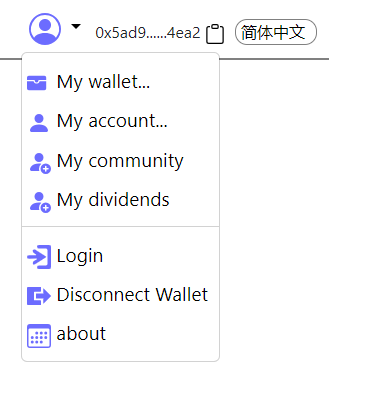 0x5ad9......4ea2 简体中文
My wallet...
My account...
My community
My dividends
Login
Disconnect Wallet
about